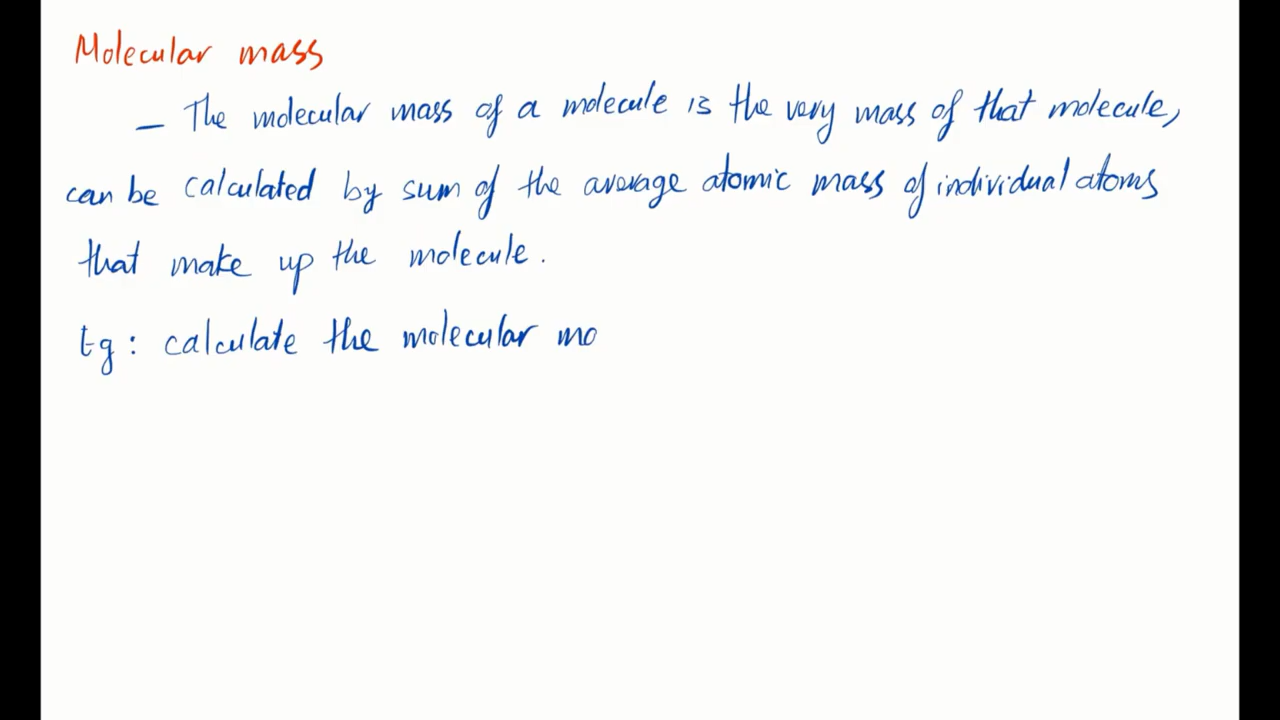 Molecular mass
– The molecular mass of a molecule is the very mass of that molecule,
can be calculated by sum of the average atomic mass of individual atoms
that make up the molecule.
Eg: calculate the molecular mo